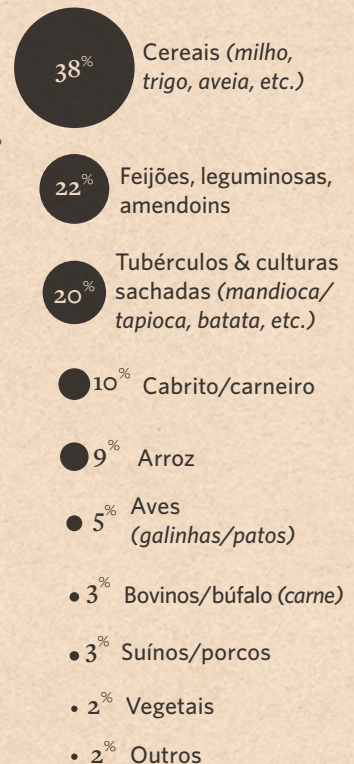 38% Cereais (milho,
trigo, aveia, etc.)
22% Feijões, leguminosas,
amendoins
Tubérculos & culturas
20% sachadas (mandioca/
tapioca, batata, etc.)
10% Cabrito/carneiro
9% Arroz
5% Aves
(galinhas/patos)
3% Bovinos/búfalo (carne)
3% Suínos/porcos
2% Vegetais
2% Outros